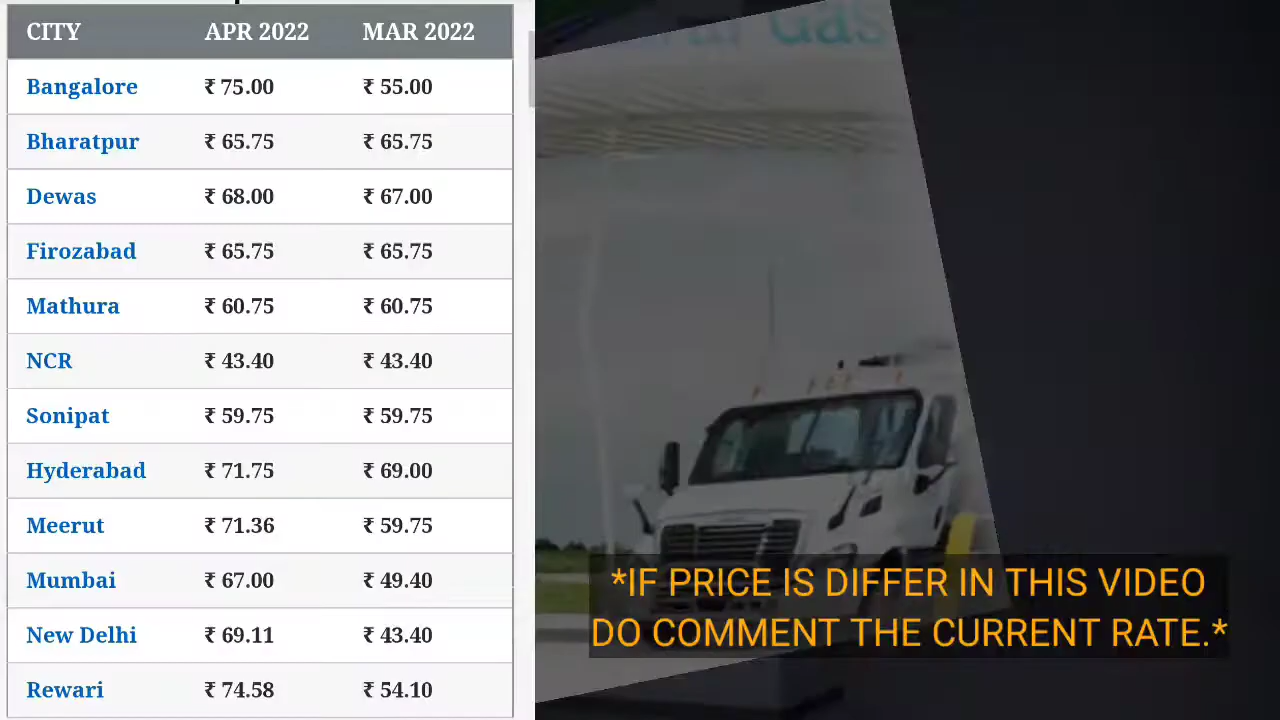 CITY APR 2022 MAR 2022
Bangalore ₹ 75.00 ₹ 55.00
Bharatpur ₹ 65.75 ₹ 65.75
Dewas ₹ 68.00 ₹ 67.00
Firozabad ₹ 65.75 ₹ 65.75
Mathura ₹ 60.75 ₹ 60.75
NCR ₹ 43.40 ₹ 43.40
Sonipat ₹ 59.75 ₹ 59.75
Hyderabad ₹ 71.75 ₹ 69.00
Meerut ₹ 71.36 ₹ 59.75
Mumbai ₹ 67.00 ₹ 49.40
New Delhi ₹ 69.11 ₹ 43.40
Rewari ₹ 74.58 ₹ 54.10
Gas
*IF PRICE IS DIFFER IN THIS VIDEO
DO COMMENT THE CURRENT RATE.*